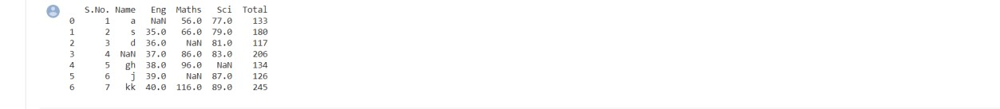 S.No. Name Eng Maths Sci Total
0 1 a NaN 56.0 77.0 133
1 2 s 35.0 66.0 79.0 180
2 3 d 36.0 NaN 81.0 117
3 4 NaN 37.0 86.0 83.0 206
4 5 gh 38.0 96.0 NaN 134
5 6 j 39.0 NaN 87.0 126
6 7 kk 40.0 116.0 89.0 245